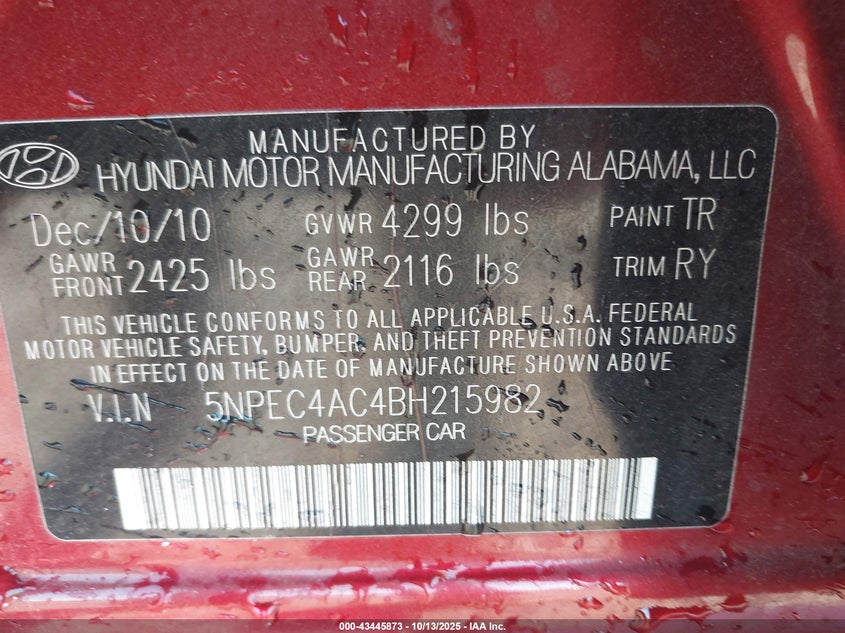 MANUFACTURED BY
HYUNDAI MOTOR MANUFACTURING ALABAMA, LLC
Dec/10/10 GVWR 4299 lbs PAINT TR
GAWR FRONT 2425 lbs GAWR REAR 2116 lbs TRIM RY
THIS VEHICLE CONFORMS TO ALL APPLICABLE U.S.A. FEDERAL
MOTOR VEHICLE SAFETY, BUMPER, AND THEFT PREVENTION STANDARDS
IN EFFECT ON THE DATE OF MANUFACTURE SHOWN ABOVE
V.I.N 5NPEC4AC4BH215982
PASSENGER CAR
000-43445873 | 10/13/2025 - IAA Inc.